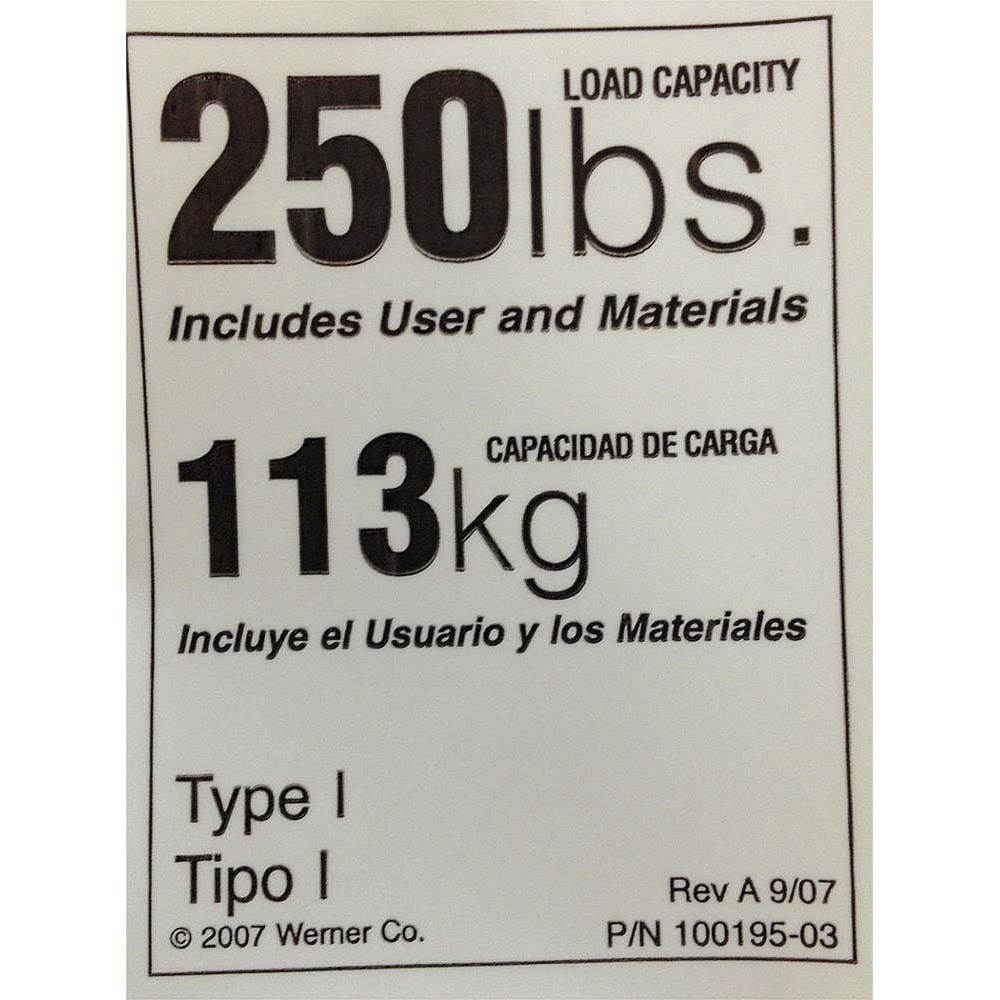 LOAD CAPACITY
250lbs.
Includes User and Materials
CAPACIDAD DE CARGA
113kg
Incluye el Usuario y los Materiales
Type I
Tipo I
Rev A 9/07
© 2007 Werner Co.
P/N 100195-03